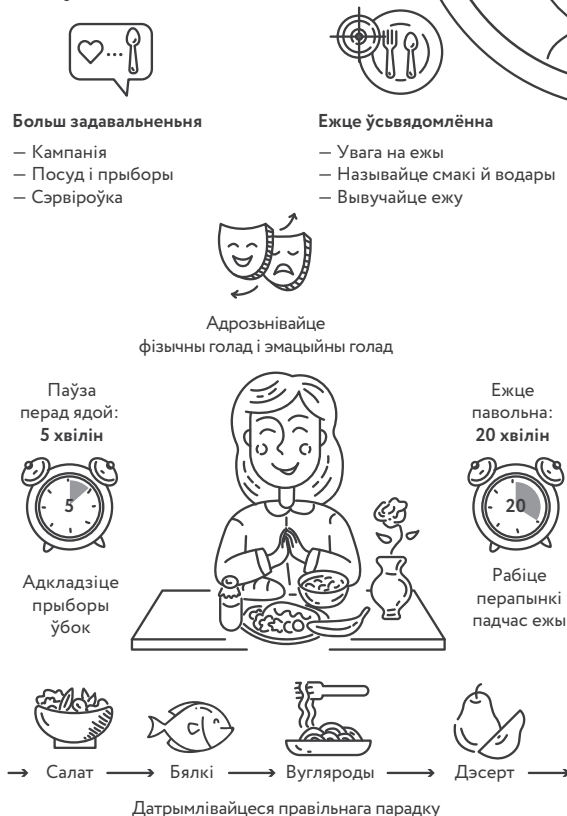 Больш задавальненьня
— Кампанія
— Посуд і прыборы
— Сэрвіроўка
Ежце ўсьвядомлённа
— Увага на ежы
— Называйце смакі й водары
— Вывучайце ежу
Адрозьнівайце
фізычны голад і эмацыйны голад
Паўза
перад ядой:
5 хвілін
5
Адкладзіце
прыборы
ўбок
Ежце
павольна:
20 хвілін
20
Рабіце
перапынкі
падчас ежы
Салат
Бялкі
Вугляроды
Дэсерт
Датрымлівайцеся правільнага парадку